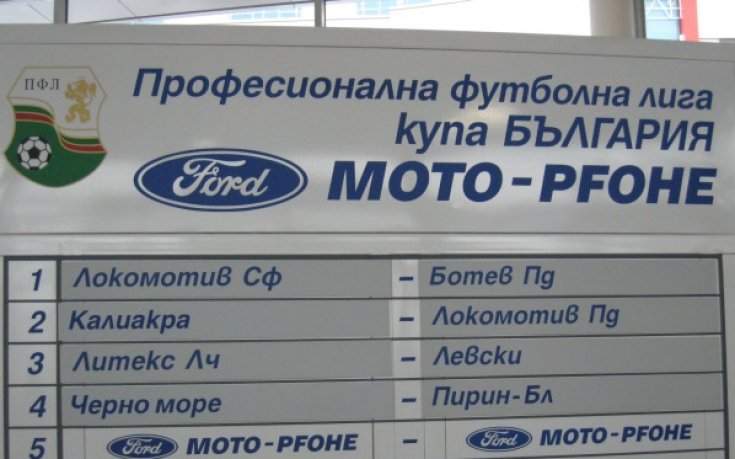 ПФЛ
Професионална футболна лига
купа БЪЛГАРИЯ
Ford МОТО-PFOHE
1 Локомотив Сф - Ботев Пд
2 Калиакра - Локомотив Пд
3 Литекс Лч - Левски
4 Черно море - Пирин-Бл
5 Ford МОТО-PFOHE - Ford МОТО-PFOHE